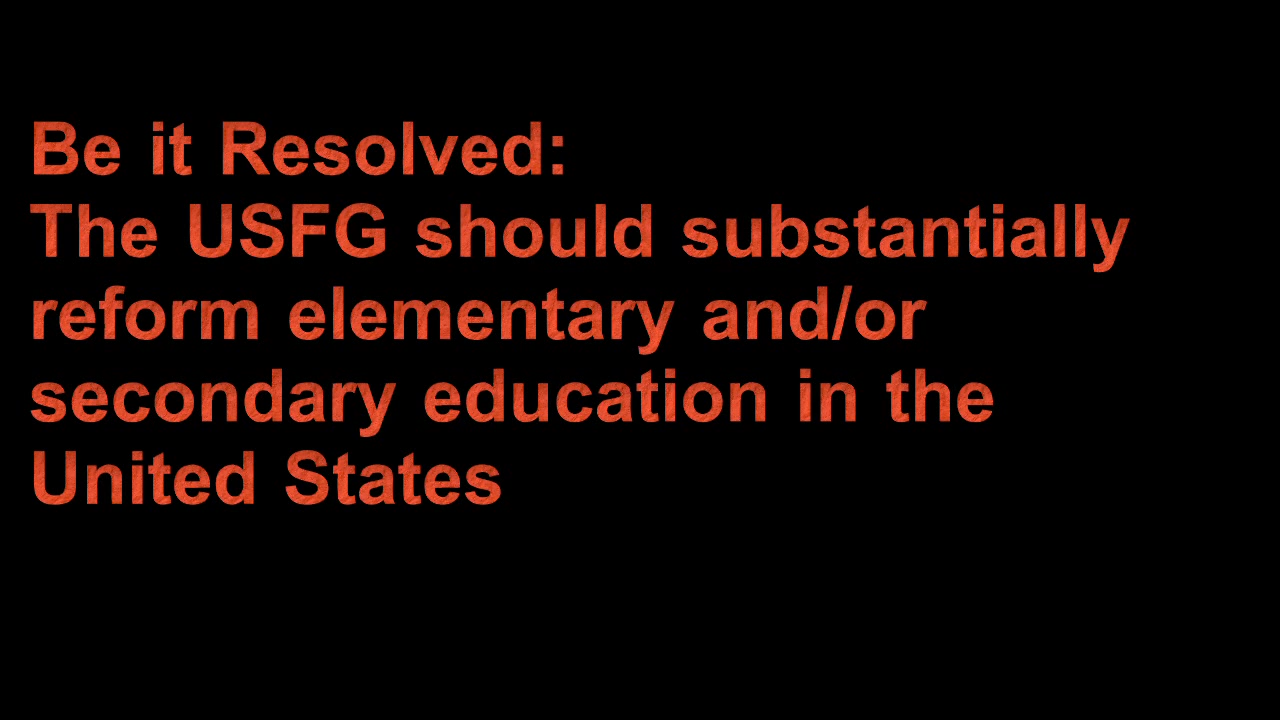 Be it Resolved:
The USFG should substantially
reform elementary and/or
secondary education in the
United States